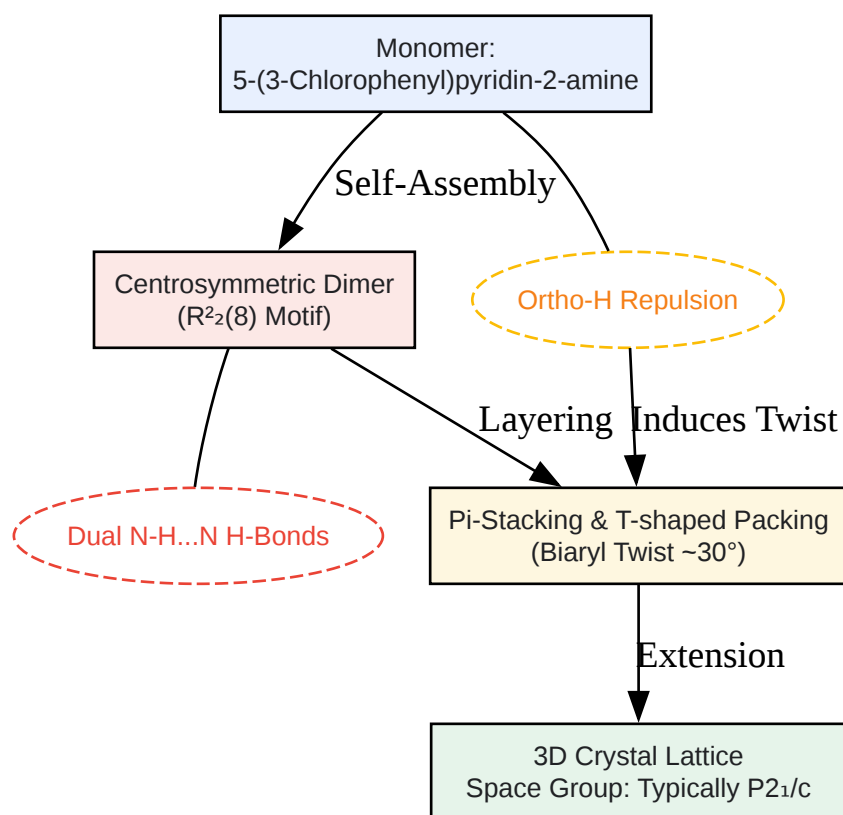 Monomer:
5-(3-Chlorophenyl)pyridin-2-amine
Self-Assembly
Centrosymmetric Dimer
(R²₂(8) Motif)
Ortho-H Repulsion
Layering
Induces Twist
Dual N-H...N H-Bonds
Pi-Stacking & T-shaped Packing
(Biaryl Twist ~30°)
Extension
3D Crystal Lattice
Space Group: Typically P2₁/c